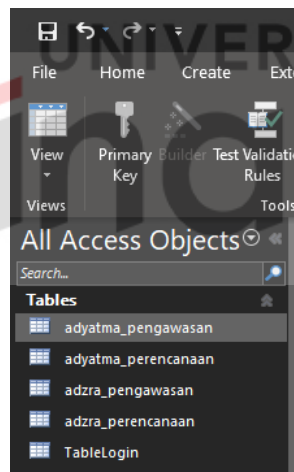 UNIVER
File Home Create Ext
View Primary Key Builder Test Validati Rules
Views Tools
All Access Objects
Search...
Tables
adyatma_pengawasan
adyatma_perencanaan
adzra_pengawasan
adzra_perencanaan
TableLogin